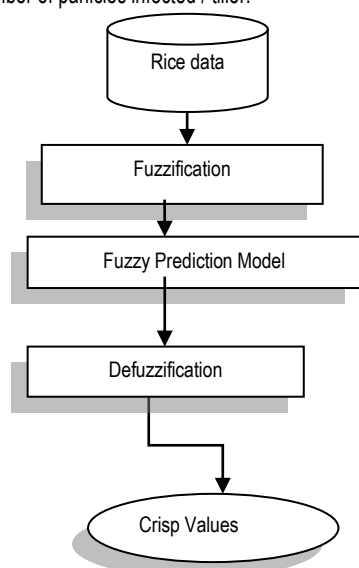 of panicles infected / tiller.
Rice data
Fuzzification
Fuzzy Prediction Model
Defuzzification
Crisp Values